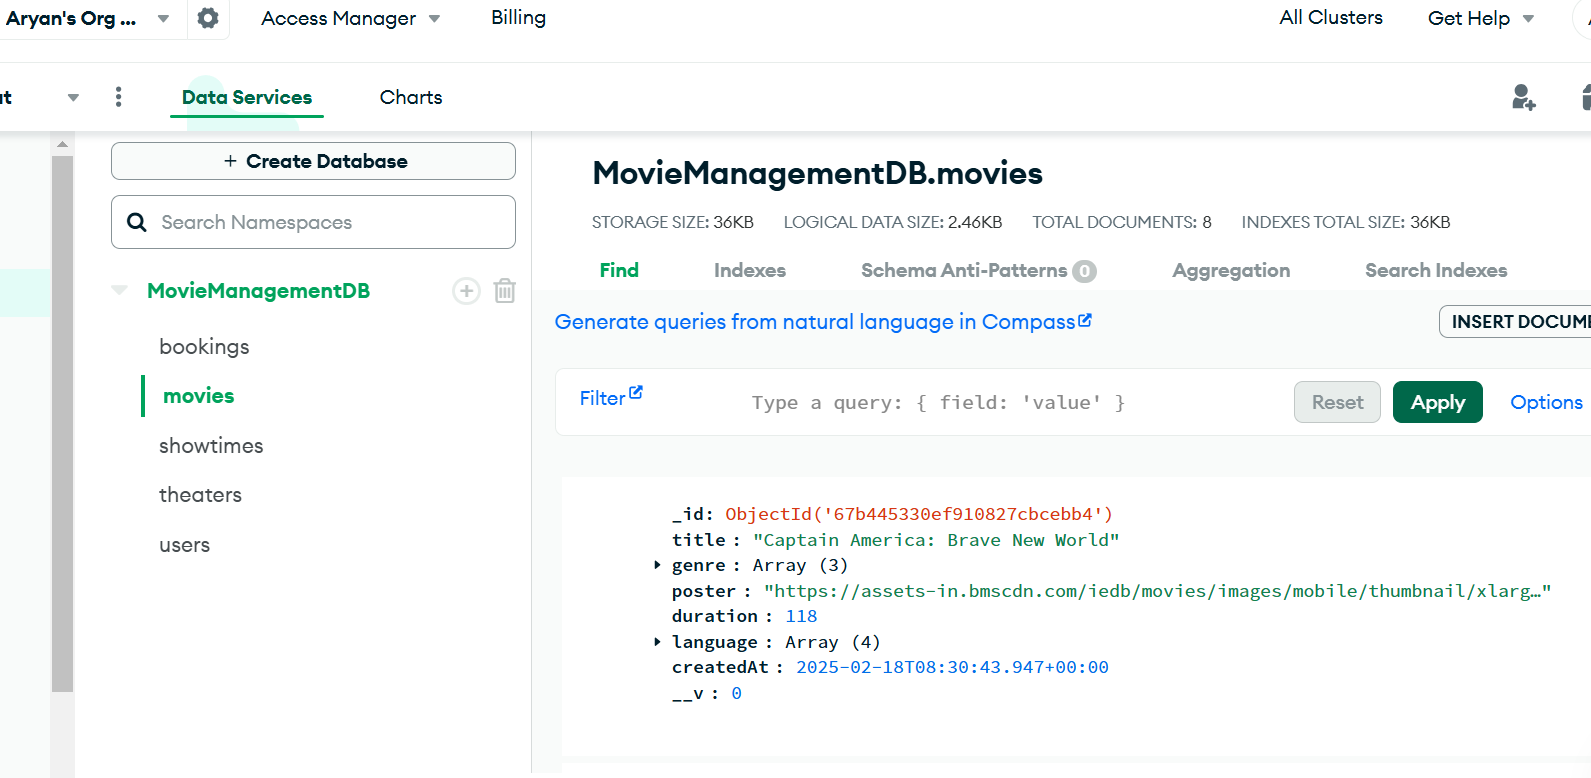 Aryan's Org ... Access Manager Billing All Clusters Get Help
Data Services Charts
+ Create Database
Search Namespaces
MovieManagementDB
bookings
movies
showtimes
theaters
users
MovieManagementDB.movies
STORAGE SIZE: 36KB LOGICAL DATA SIZE: 2.46KB TOTAL DOCUMENTS: 8 INDEXES TOTAL SIZE: 36KB
Find Indexes Schema Anti-Patterns 0 Aggregation Search Indexes
Generate queries from natural language in Compass
INSERT DOCUME
Filter Type a query: { field: 'value' } Reset Apply Options
_id: ObjectId('67b445330ef910827cbcebb4')
title : "Captain America: Brave New World"
genre : Array (3)
poster : "https://assets-in.bmscdn.com/iedb/movies/images/mobile/thumbnail/xlarg…"
duration : 118
language : Array (4)
createdAt : 2025-02-18T08:30:43.947+00:00
__v : 0